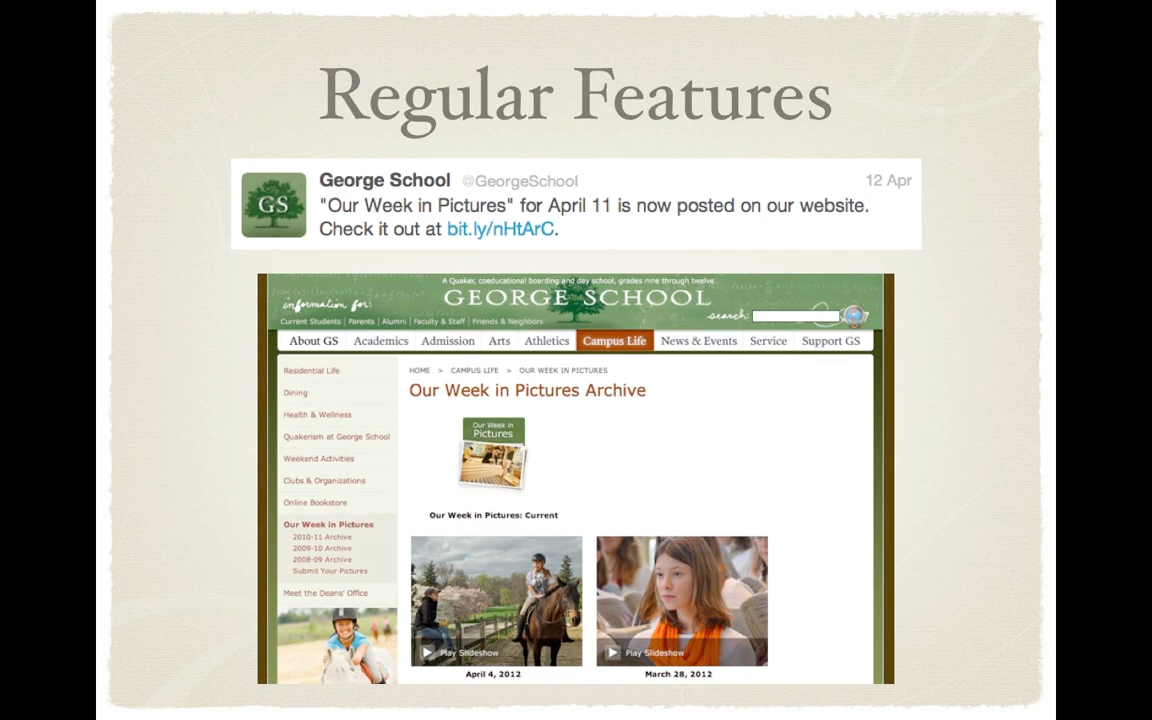 Regular Features
George School @GeorgeSchool 12 Apr
GS
"Our Week in Pictures" for April 11 is now posted on our website.
Check it out at bit.ly/nHtArC.
A Quaker, coeducational boarding and day school, grades nine through twelve.
GEORGE SCHOOL
information for:
search:
Current Students | Parents | Alumni | Faculty & Staff | Friends & Neighbors
About GS Academics Admission Arts Athletics Campus Life News & Events Service Support GS
Residential Life
Dining
Health & Wellness
Quakerism at George School
Weekend Activities
Clubs & Organizations
Online Bookstore
Our Week in Pictures
2010-11 Archive
2009-10 Archive
2008-09 Archive
Submit Your Pictures
Meet the Deans' Office
HOME > CAMPUS LIFE > OUR WEEK IN PICTURES
Our Week in Pictures Archive
Our Week in
Pictures
Our Week in Pictures: Current
Play Slideshow
April 4, 2012
Play Slideshow
March 28, 2012